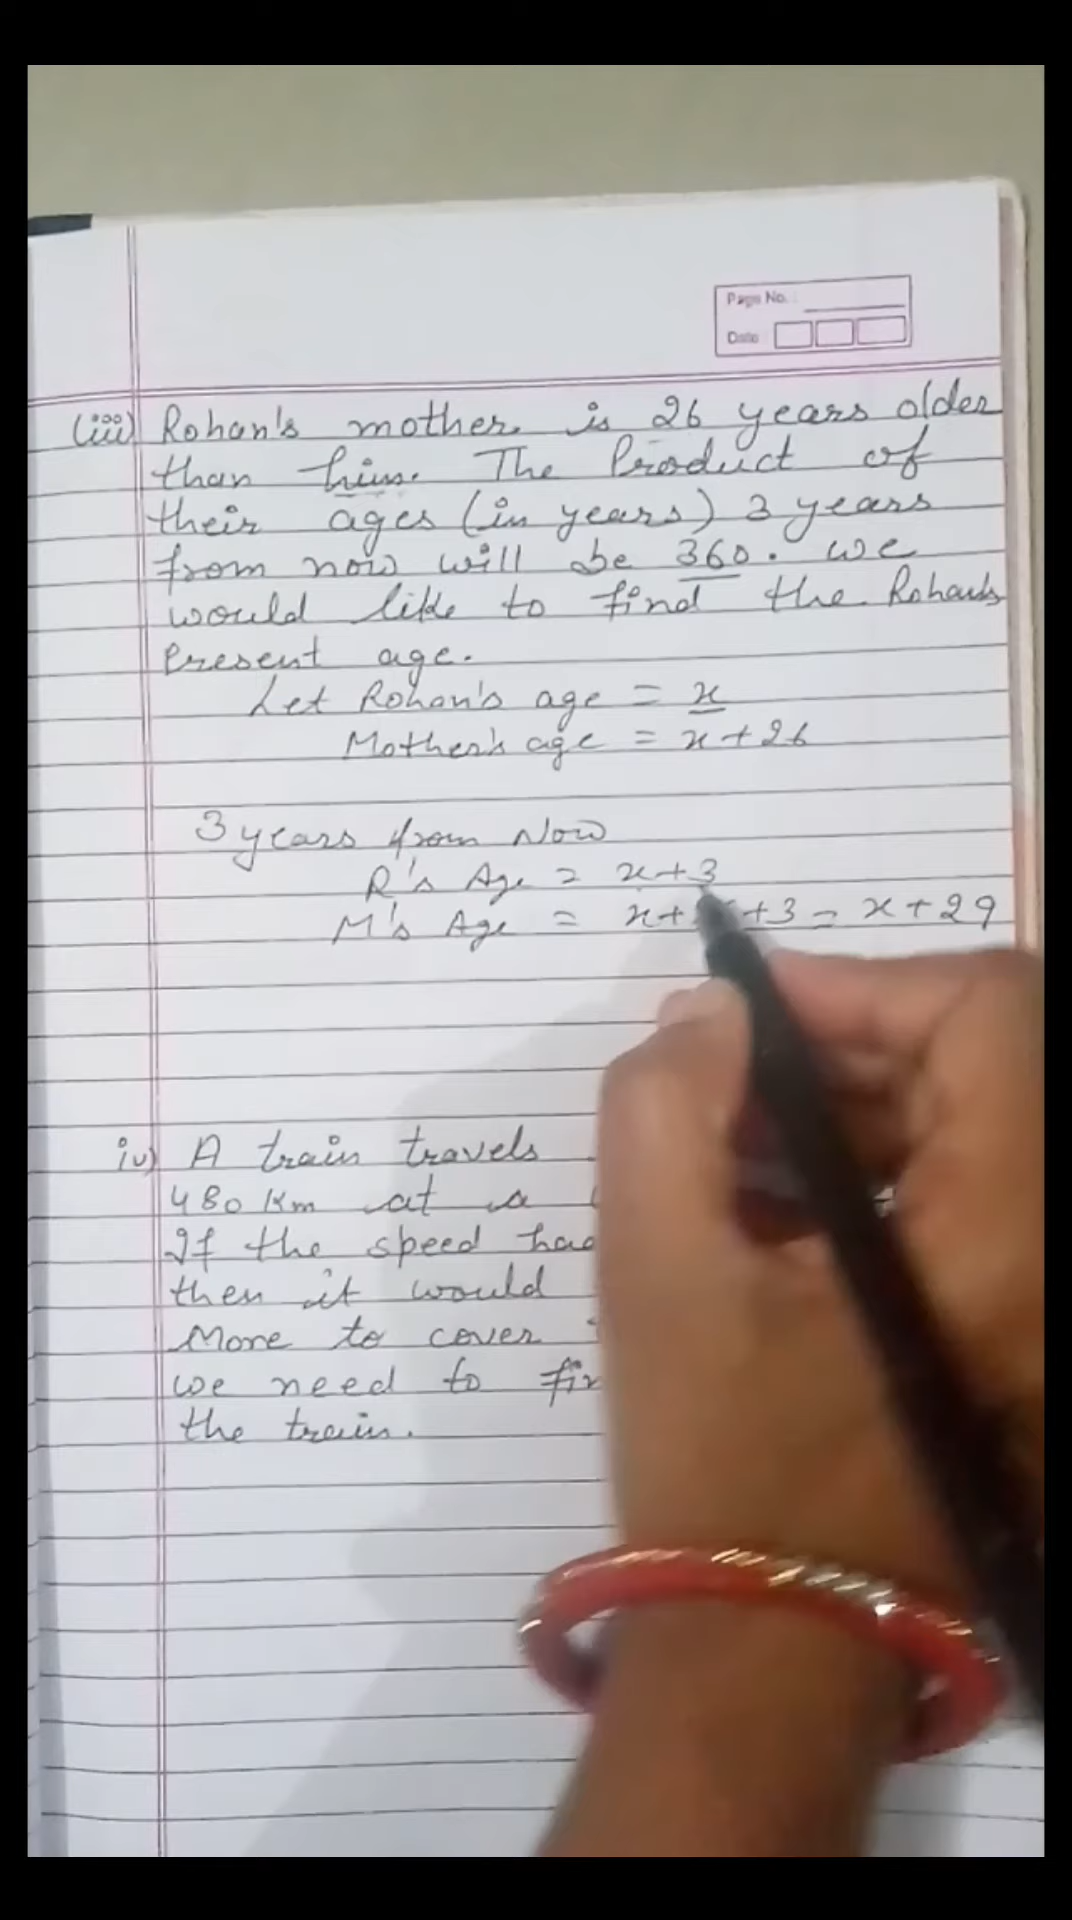 Page No. :
Date
(iii) Rohan's mother is 26 years older
than him. The Product of
their ages (in years) 3 years
from now will be 360. we
would like to find the Rohan's
Present age.
Let Rohan's age = x
Mother's age = x + 26
3 years from Now
R's Age = x + 3
M's Age = x + +3 = x + 29
iv) A train travels
480 Km at a
If the speed had
then it would
More to cover
we need to
the train.